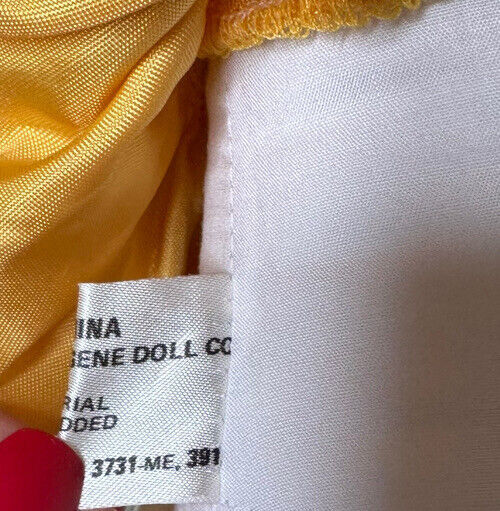 INA
GENE DOLL CO
RIAL
DDED
3731-ME, 391